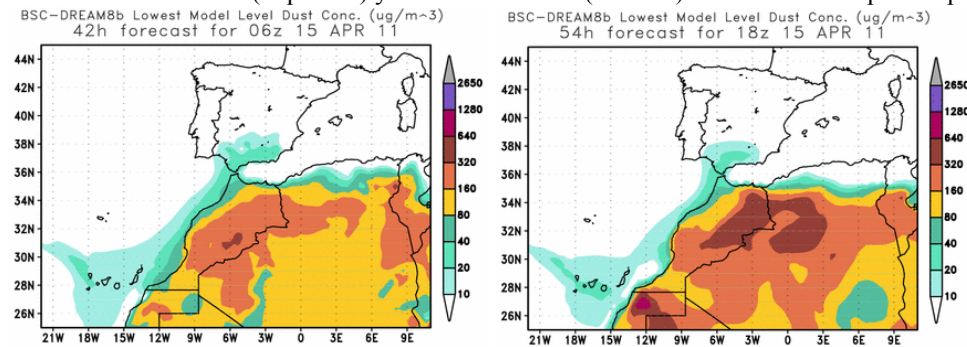 BSC-DREAM8b Lowest Model Level Dust Conc. (ug/m^3)
42h forecast for 06z 15 APR 11
44N
42N
40N
38N
36N
34N
32N
30N
28N
26N
21W 18W 15W 12W 9W 6W 3W 0 3E 6E 9E
2650
1280
640
320
160
80
40
20
10
BSC-DREAM8b Lowest Model Level Dust Conc. (ug/m^3)
54h forecast for 18z 15 APR 11
44N
42N
40N
38N
36N
34N
32N
30N
28N
26N
21W 18W 15W 12W 9W 6W 3W 0 3E 6E 9E
2650
1280
640
320
160
80
40
20
10